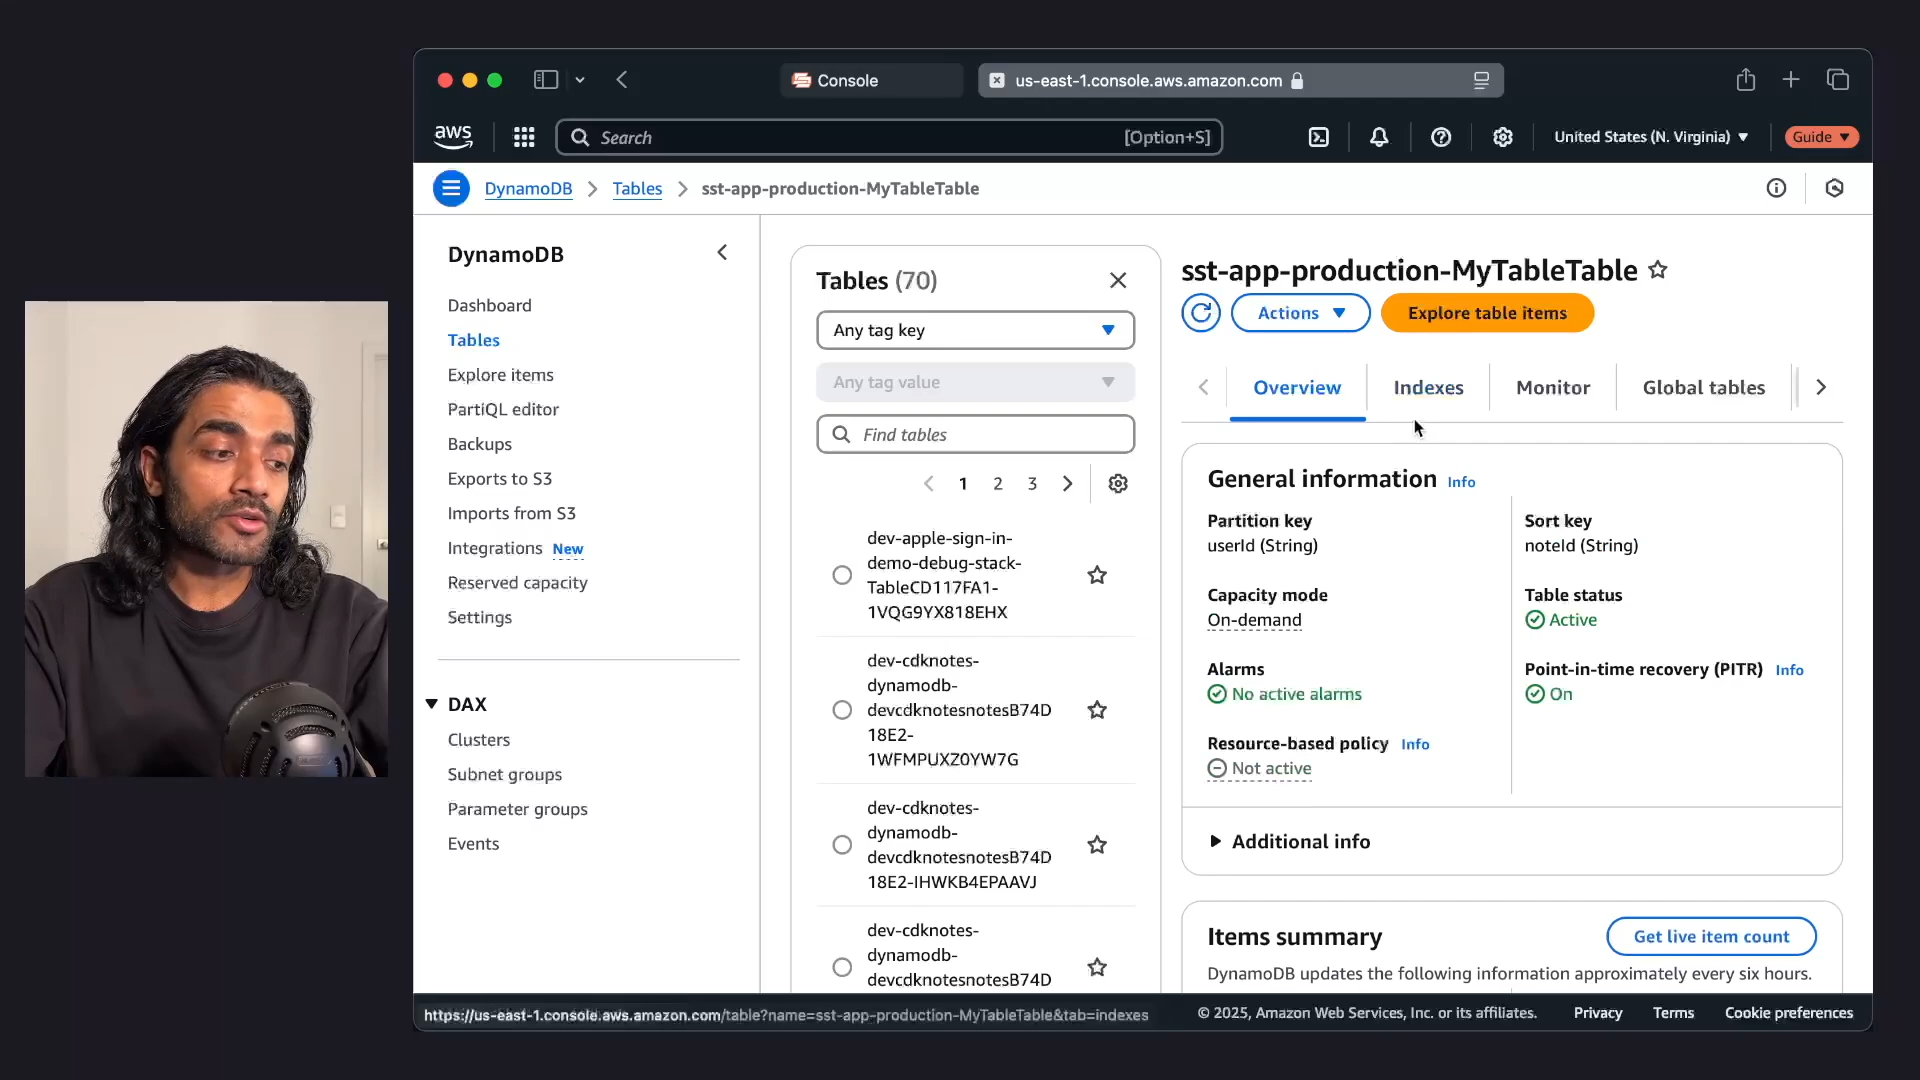 Console
us-east-1.console.aws.amazon.com
aws
Search
[Option+S]
United States (N. Virginia)
Guide
DynamoDB
Tables
sst-app-production-MyTableTable
DynamoDB
Dashboard
Tables
Explore items
PartiQL editor
Backups
Exports to S3
Imports from S3
Integrations New
Reserved capacity
Settings
DAX
Clusters
Subnet groups
Parameter groups
Events
Tables (70)
Any tag key
Any tag value
Find tables
1 2 3
dev-apple-sign-in-
demo-debug-stack-
TableCD117FA1-
1VQG9YX818EHX
dev-cdknotes-
dynamodb-
devcdknotesnotesB74D
18E2-
1WFMPUXZ0YW7G
dev-cdknotes-
dynamodb-
devcdknotesnotesB74D
18E2-IHWKB4EPAAVJ
dev-cdknotes-
dynamodb-
devcdknotesnotesB74D
sst-app-production-MyTableTable
Actions
Explore table items
Overview
Indexes
Monitor
Global tables
General information Info
Partition key
userId (String)
Sort key
noteId (String)
Capacity mode
On-demand
Table status
Active
Alarms
No active alarms
Point-in-time recovery (PITR) Info
On
Resource-based policy Info
Not active
Additional info
Items summary
Get live item count
DynamoDB updates the following information approximately every six hours.
https://us-east-1.console.aws.amazon.com/table?name=sst-app-production-MyTableTable&tab=indexes
© 2025, Amazon Web Services, Inc. or its affiliates.
Privacy
Terms
Cookie preferences